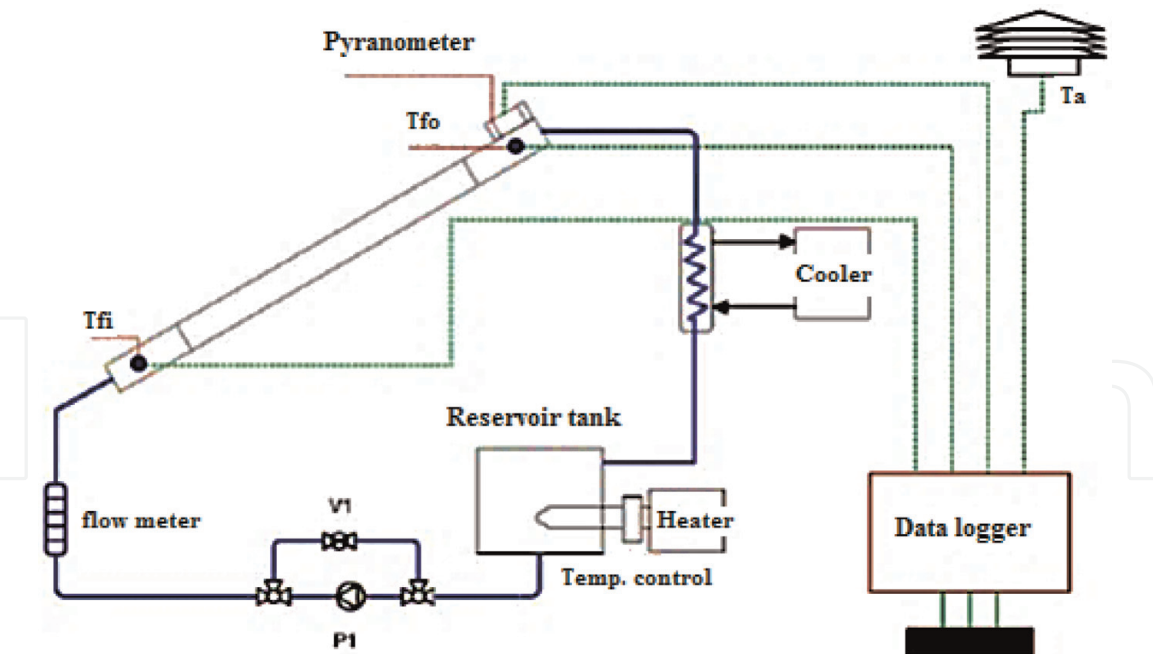 Pyranometer
Ta
Tfo
Cooler
Tfi
Reservoir tank
V1
flow meter
Heater
Data logger
Temp. control
P1